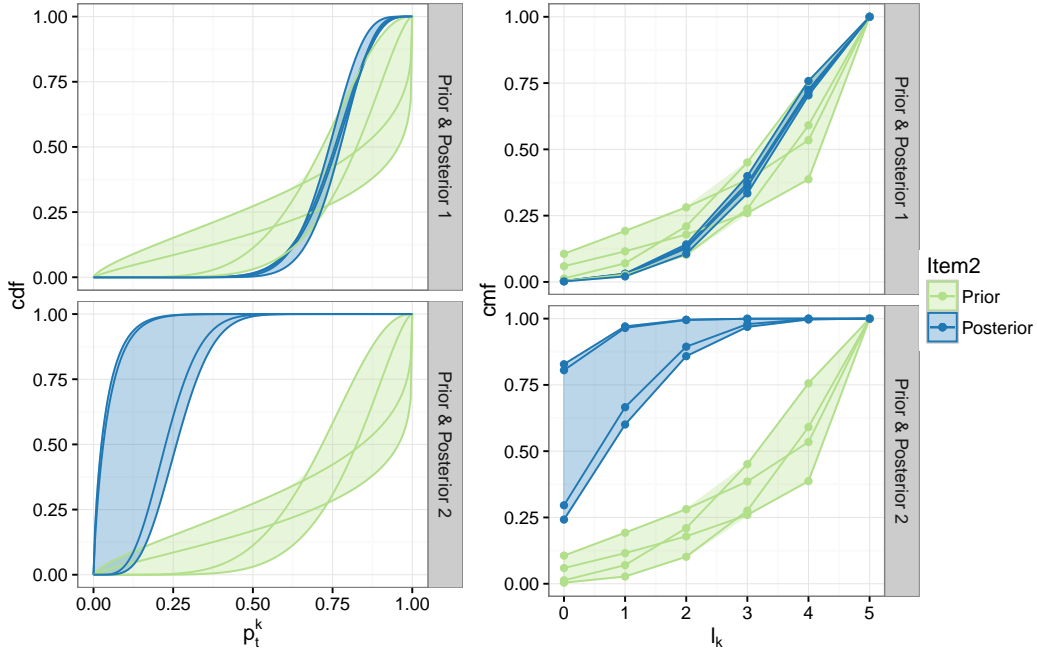 1.00
0.75
0.50
0.25
0.00
Prior & Posterior 1
cdf
1.00
0.75
0.50
0.25
0.00
Prior & Posterior 2
0.00 0.25 0.50 0.75 1.00
p_t^k
1.00
0.75
0.50
0.25
0.00
Prior & Posterior 1
cmf
1.00
0.75
0.50
0.25
0.00
Prior & Posterior 2
0 1 2 3 4 5
l_k
Item2
Prior
Posterior